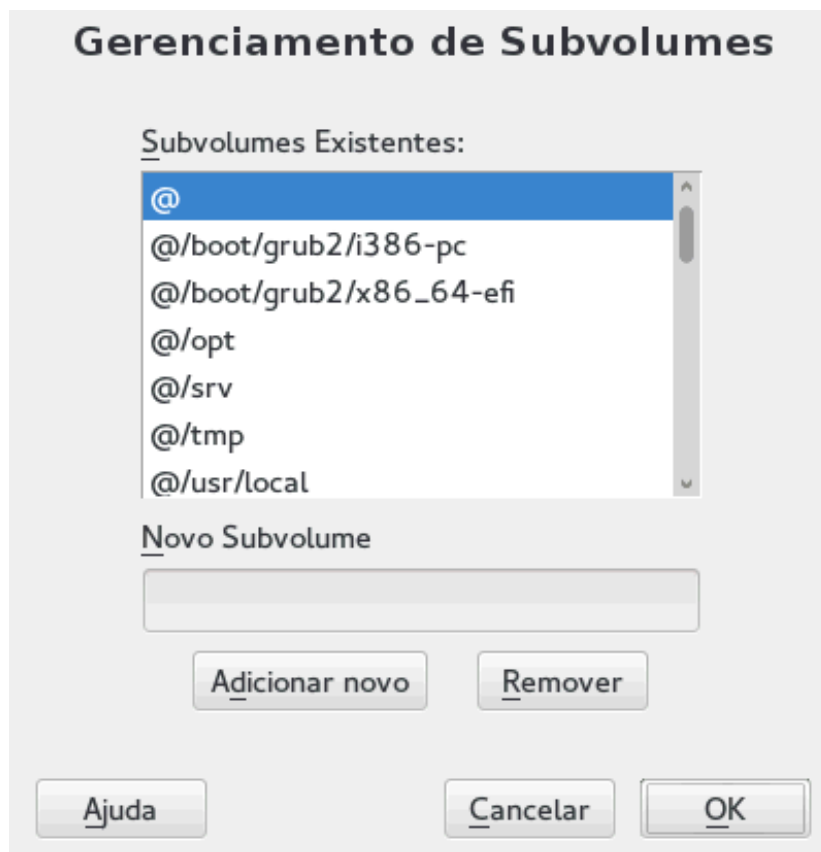 Gerenciamento de Subvolumes
Subvolumes Existentes:
@
@/boot/grub2/i386-pc
@/boot/grub2/x86_64-efi
@/opt
@/srv
@/tmp
@/usr/local
Novo Subvolume
Adicionar novo Remover
Ajuda Cancelar OK